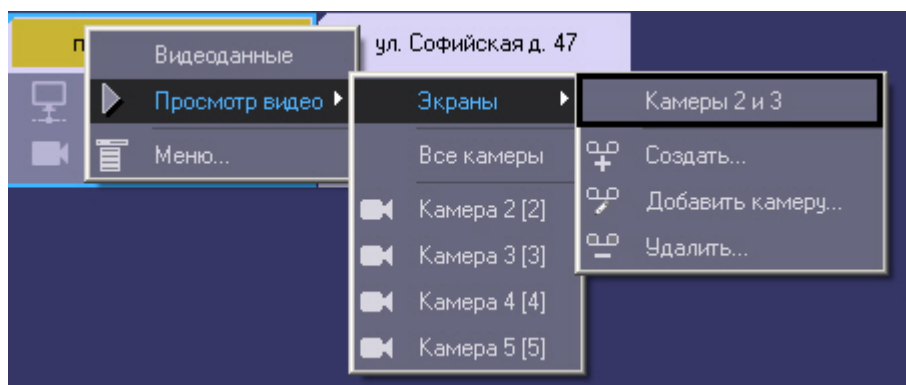 п
ул. Софийская д. 47
Видеоданные
Просмотр видео
Меню...
Экраны
Все камеры
Камера 2 [2]
Камера 3 [3]
Камера 4 [4]
Камера 5 [5]
Камеры 2 и 3
Создать...
Добавить камеру...
Удалить...